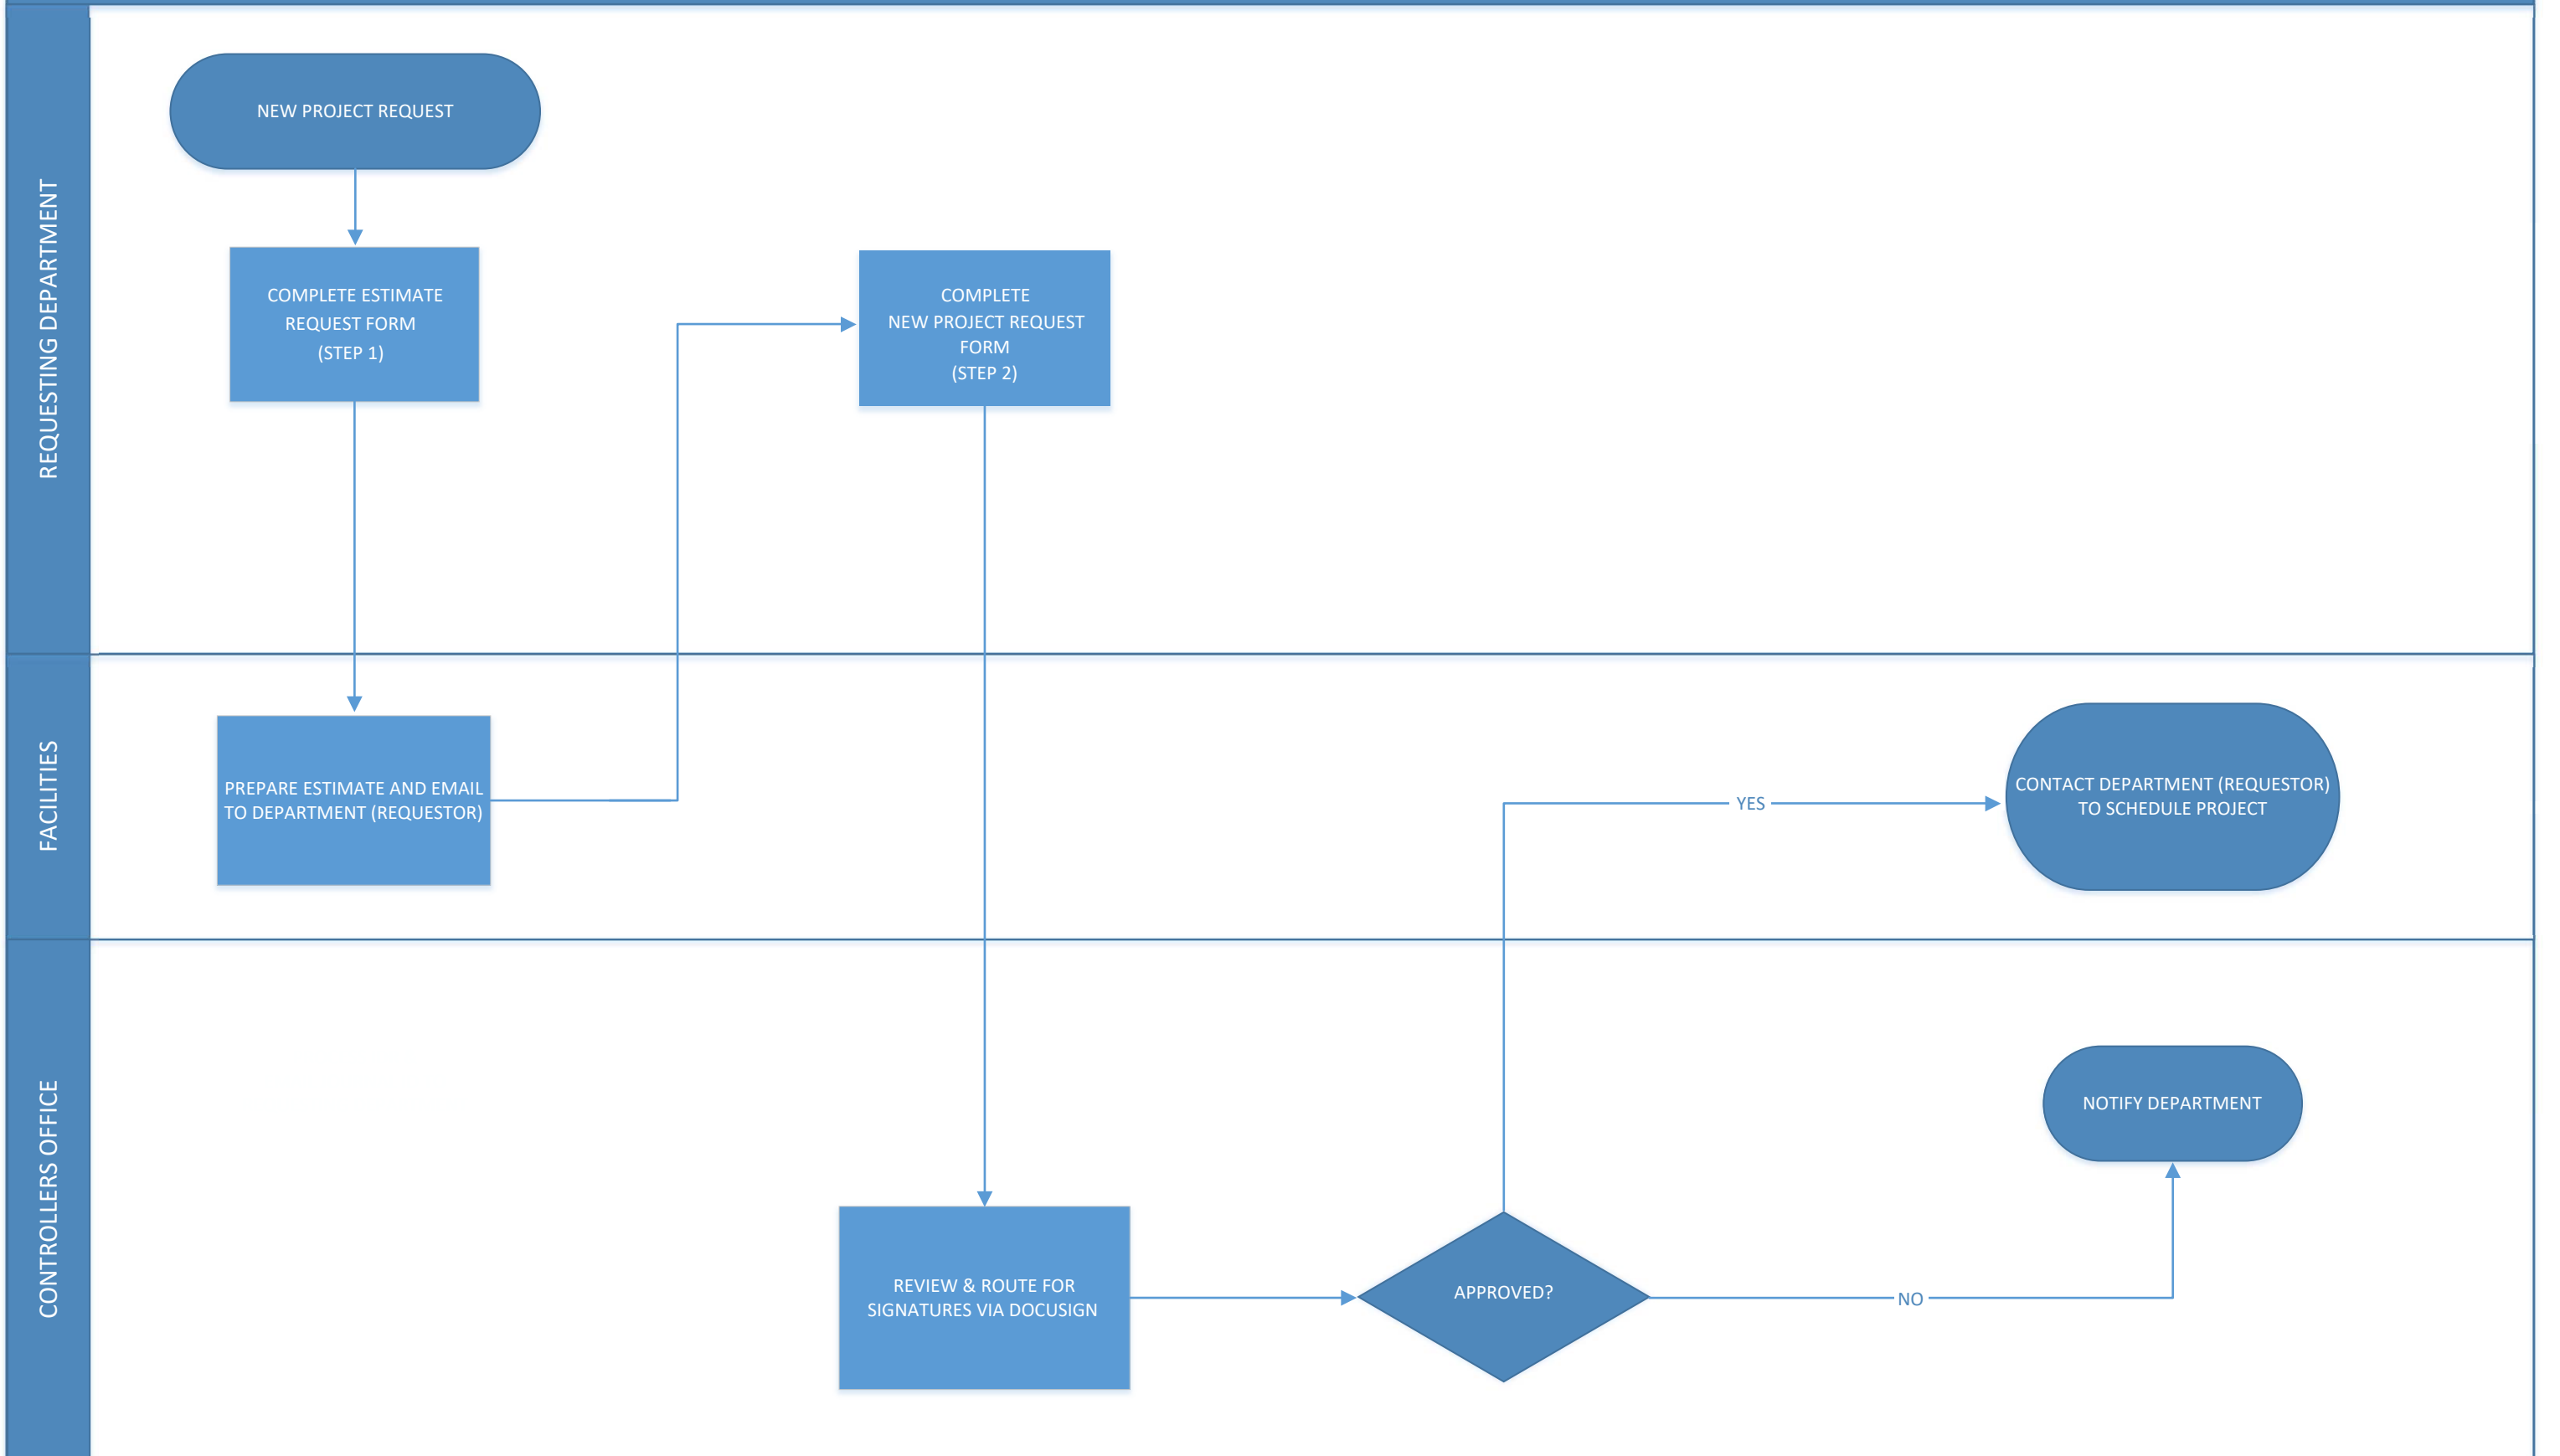 REQUESTING DEPARTMENT
NEW PROJECT REQUEST
COMPLETE ESTIMATE
REQUEST FORM
(STEP 1)
COMPLETE
NEW PROJECT REQUEST
FORM
(STEP 2)
FACILITIES
PREPARE ESTIMATE AND EMAIL
TO DEPARTMENT (REQUESTOR)
YES
CONTACT DEPARTMENT (REQUESTOR)
TO SCHEDULE PROJECT
CONTROLLERS OFFICE
NOTIFY DEPARTMENT
REVIEW & ROUTE FOR
SIGNATURES VIA DOCUSIGN
APPROVED?
NO